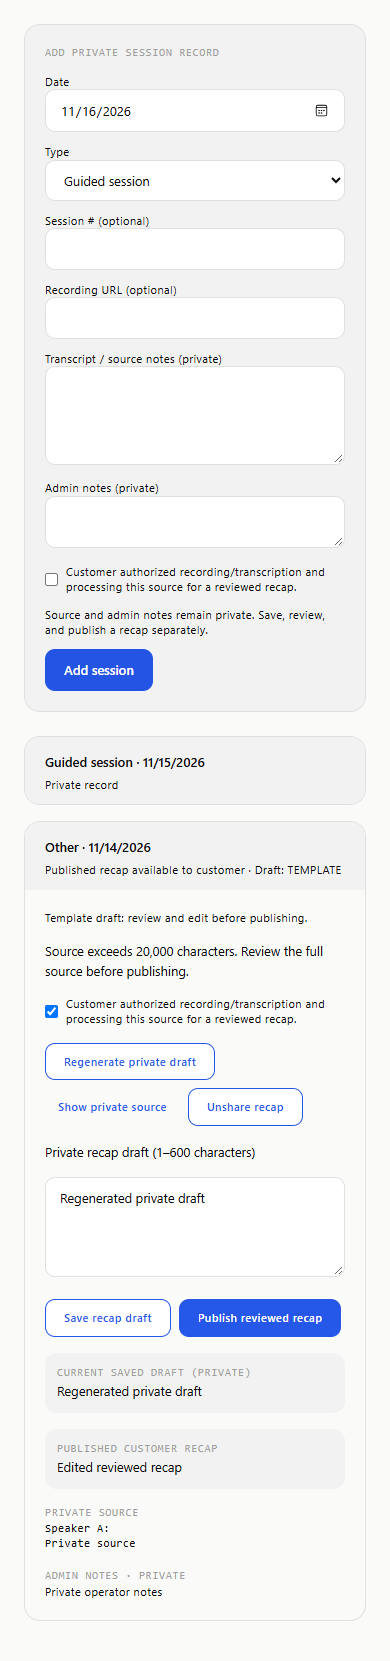 ADD PRIVATE SESSION RECORD
Date
11/16/2026
Type
Guided session
Session # (optional)
Recording URL (optional)
Transcript / source notes (private)
Admin notes (private)
Customer authorized recording/transcription and
processing this source for a reviewed recap.
Source and admin notes remain private. Save, review,
and publish a recap separately.
Add session
Guided session · 11/15/2026
Private record
Other · 11/14/2026
Published recap available to customer · Draft: TEMPLATE
Template draft: review and edit before publishing.
Source exceeds 20,000 characters. Review the full
source before publishing.
Customer authorized recording/transcription and
processing this source for a reviewed recap.
Regenerate private draft
Show private source
Unshare recap
Private recap draft (1–600 characters)
Regenerated private draft
Save recap draft
Publish reviewed recap
CURRENT SAVED DRAFT (PRIVATE)
Regenerated private draft
PUBLISHED CUSTOMER RECAP
Edited reviewed recap
PRIVATE SOURCE
Speaker A:
Private source
ADMIN NOTES · PRIVATE
Private operator notes